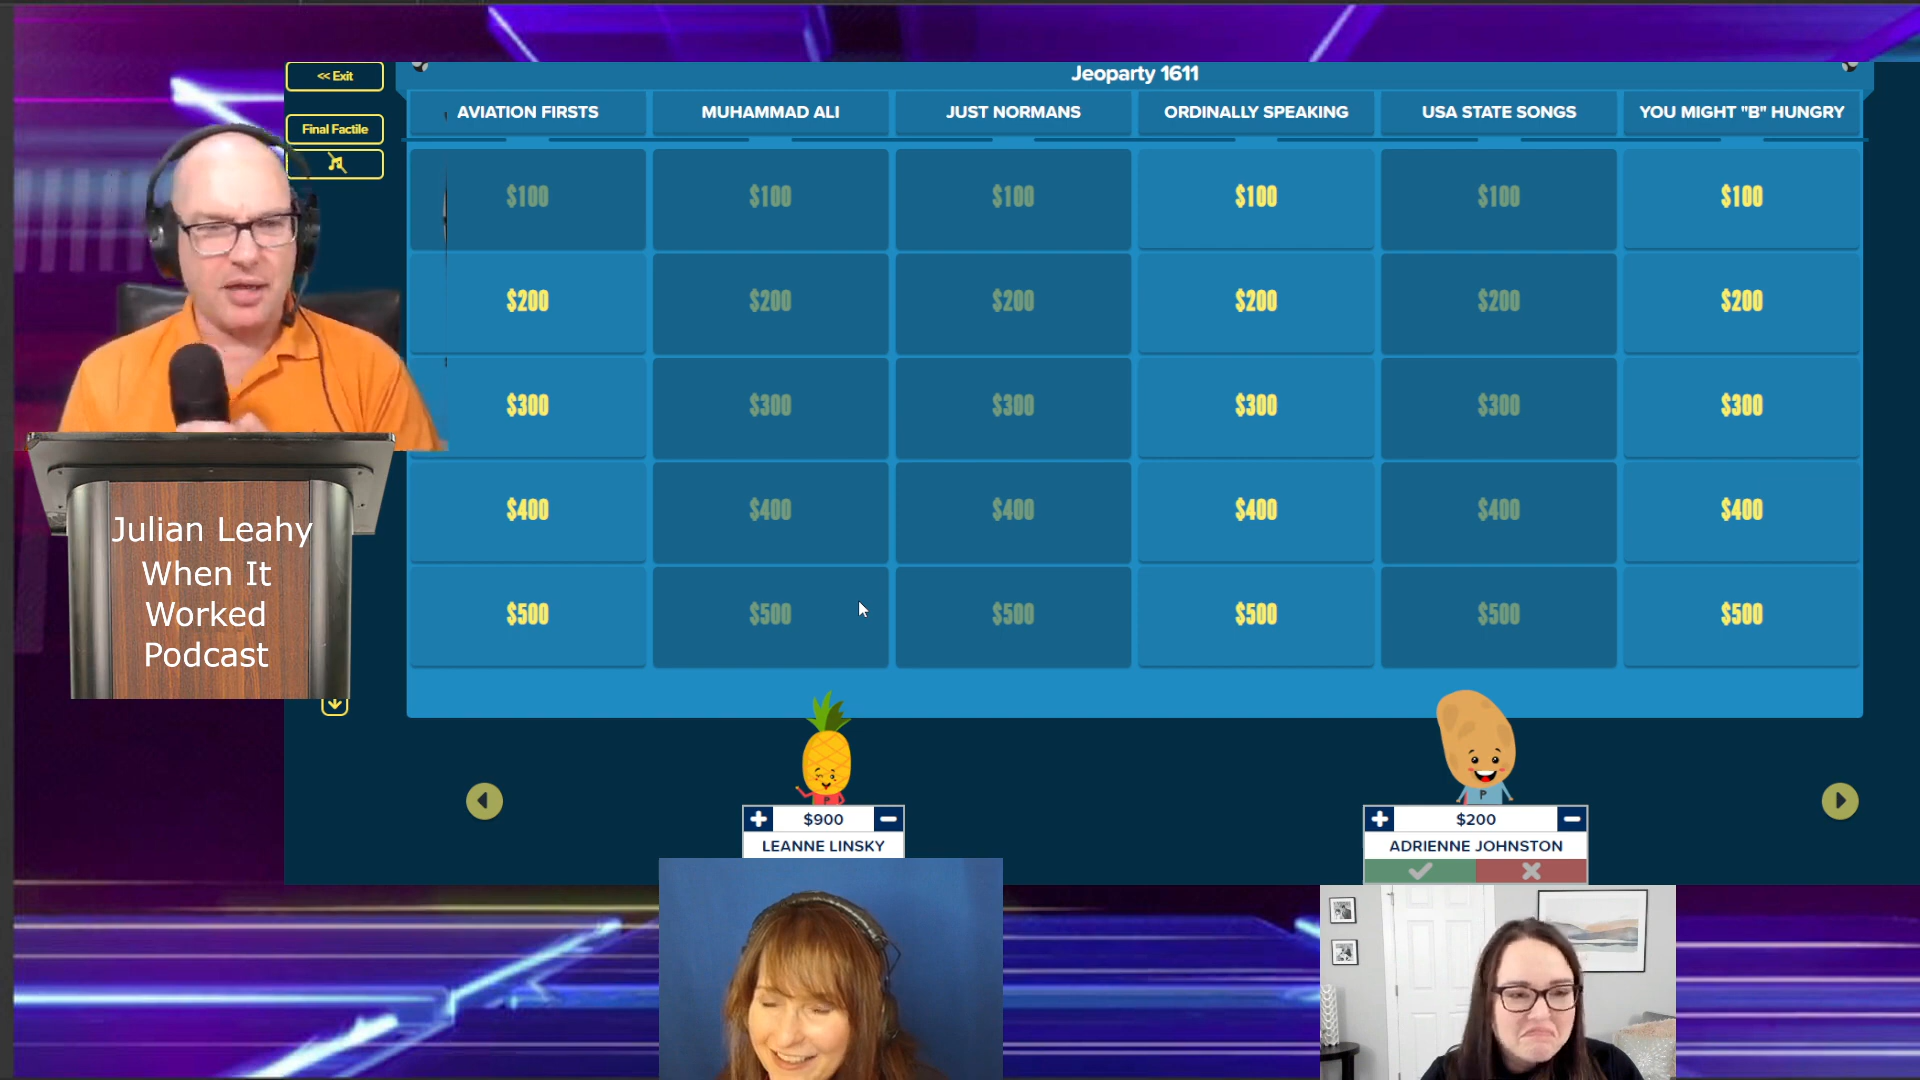 Jeoparty 1611
<< Exit
Final Factile
AVIATION FIRSTS
MUHAMMAD ALI
JUST NORMANS
ORDINALLY SPEAKING
USA STATE SONGS
YOU MIGHT "B" HUNGRY
$100
$100
$100
$100
$100
$100
$200
$200
$200
$200
$200
$200
$300
$300
$300
$300
$300
$300
$400
$400
$400
$400
$400
$400
$500
$500
$500
$500
$500
$500
Julian Leahy
When It
Worked
Podcast
P
P
$900
LEANNE LINSKY
$200
ADRIENNE JOHNSTON